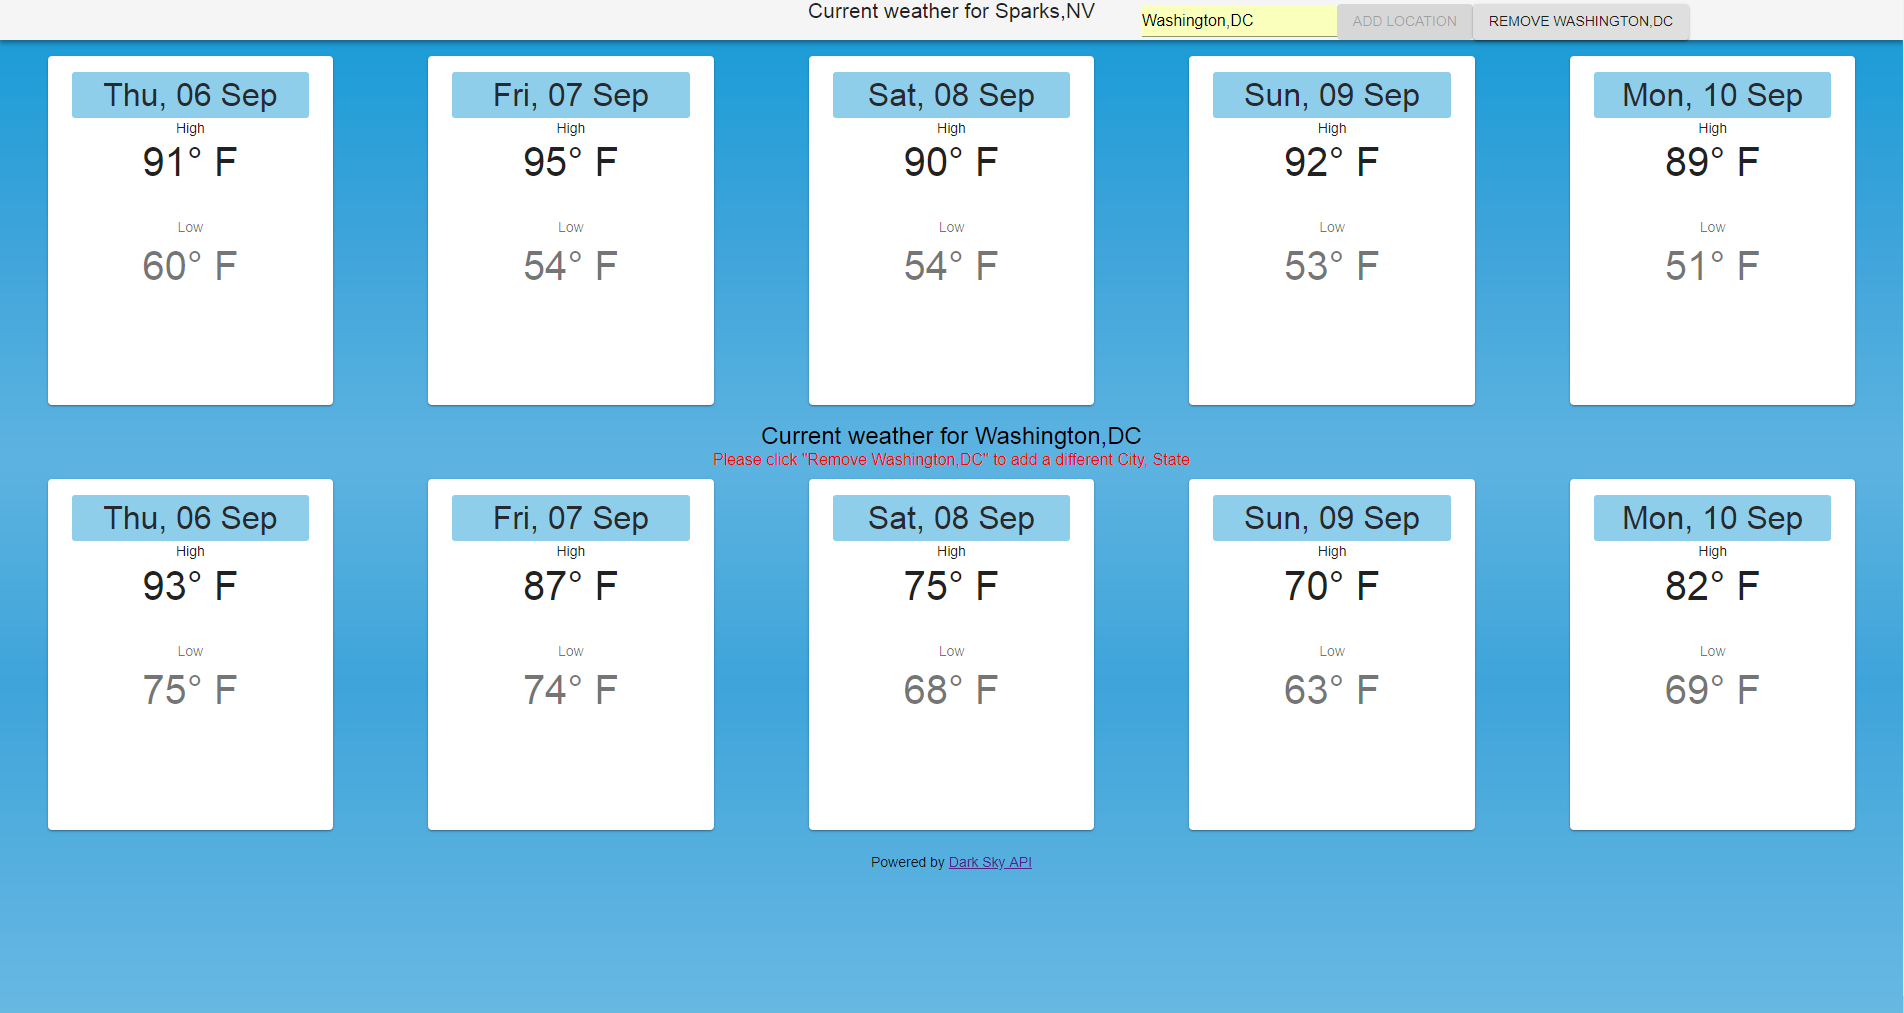 Current weather for Sparks,NV
Washington,DC ADD LOCATION REMOVE WASHINGTON,DC
Thu, 06 Sep Fri, 07 Sep Sat, 08 Sep Sun, 09 Sep Mon, 10 Sep
High High High High High
91° F 95° F 90° F 92° F 89° F
Low Low Low Low Low
60° F 54° F 54° F 53° F 51° F
Current weather for Washington,DC
Please click "Remove Washington,DC" to add a different City, State
Thu, 06 Sep Fri, 07 Sep Sat, 08 Sep Sun, 09 Sep Mon, 10 Sep
High High High High High
93° F 87° F 75° F 70° F 82° F
Low Low Low Low Low
75° F 74° F 68° F 63° F 69° F
Powered by Dark Sky API